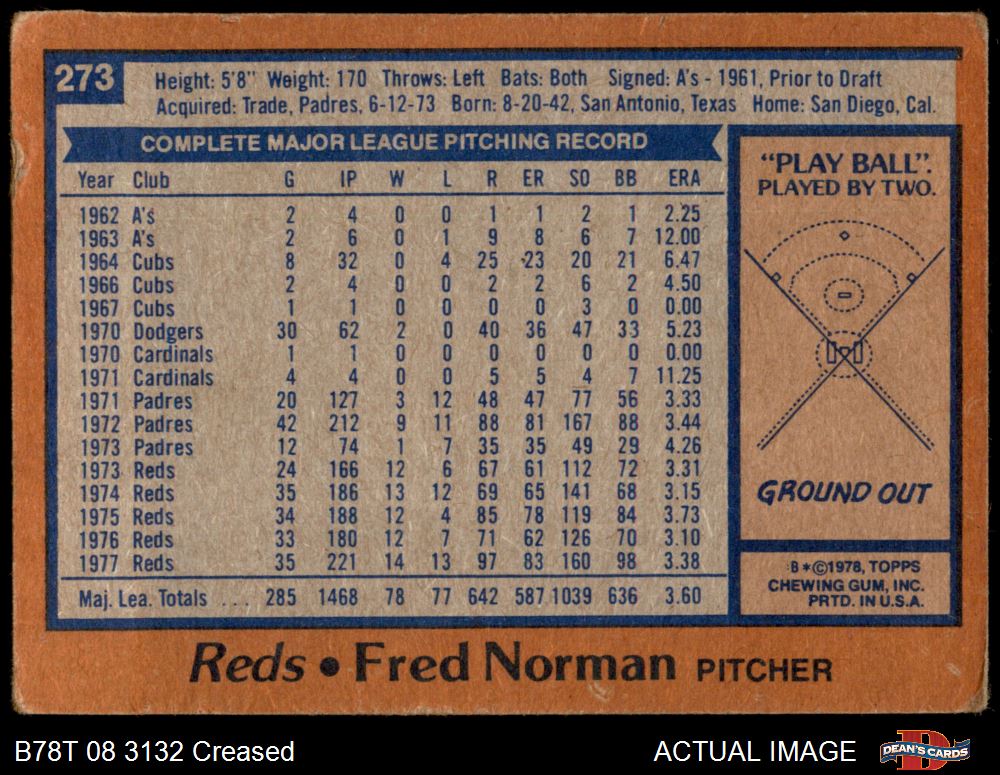 273
Height: 5'8" Weight: 170 Throws: Left Bats: Both Signed: A's - 1961, Prior to Draft
Acquired: Trade, Padres, 6-12-73 Born: 8-20-42, San Antonio, Texas Home: San Diego, Cal.
COMPLETE MAJOR LEAGUE PITCHING RECORD
Year Club G IP W L R ER SO BB ERA
1962 A's 2 4 0 0 1 1 2 1 2.25
1963 A's 2 6 0 1 9 8 6 7 12.00
1964 Cubs 8 32 0 4 25 23 20 21 6.47
1966 Cubs 2 4 0 0 2 2 6 2 4.50
1967 Cubs 1 1 0 0 0 0 3 0 0.00
1970 Dodgers 30 62 2 0 40 36 47 33 5.23
1970 Cardinals 1 1 0 0 0 0 0 0 0.00
1971 Cardinals 4 4 0 0 5 5 4 7 11.25
1971 Padres 20 127 3 12 48 47 77 56 3.33
1972 Padres 42 212 9 11 88 81 167 88 3.44
1973 Padres 12 74 1 7 35 35 49 29 4.26
1973 Reds 24 166 12 6 67 61 112 72 3.31
1974 Reds 35 186 13 12 69 65 141 68 3.15
1975 Reds 34 188 12 4 85 78 119 84 3.73
1976 Reds 33 180 12 7 71 62 126 70 3.10
1977 Reds 35 221 14 13 97 83 160 98 3.38
Maj. Lea. Totals ... 285 1468 78 77 642 587 1039 636 3.60
"PLAY BALL".
PLAYED BY TWO.
GROUND OUT
B*©1978, TOPPS
CHEWING GUM, INC.
PRTD. IN U.S.A.
Reds • Fred Norman PITCHER
B78T 08 3132 Creased
ACTUAL IMAGE
D
DEAN'S CARDS